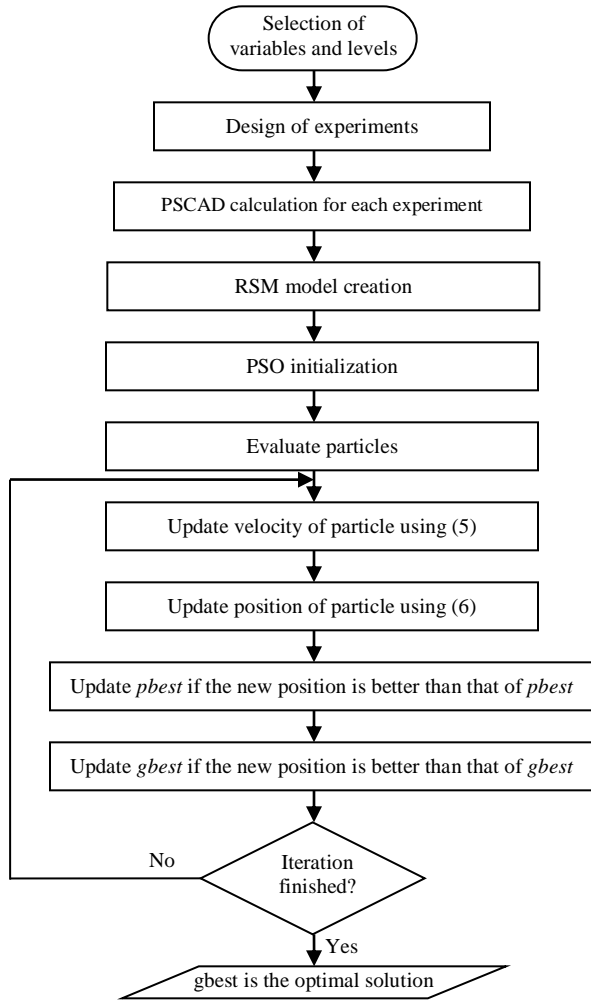 Selection of
variables and levels
Design of experiments
PSCAD calculation for each experiment
RSM model creation
PSO initialization
Evaluate particles
Update velocity of particle using (5)
Update position of particle using (6)
Update pbest if the new position is better than that of pbest
Update gbest if the new position is better than that of gbest
No
Iteration
finished?
Yes
gbest is the optimal solution